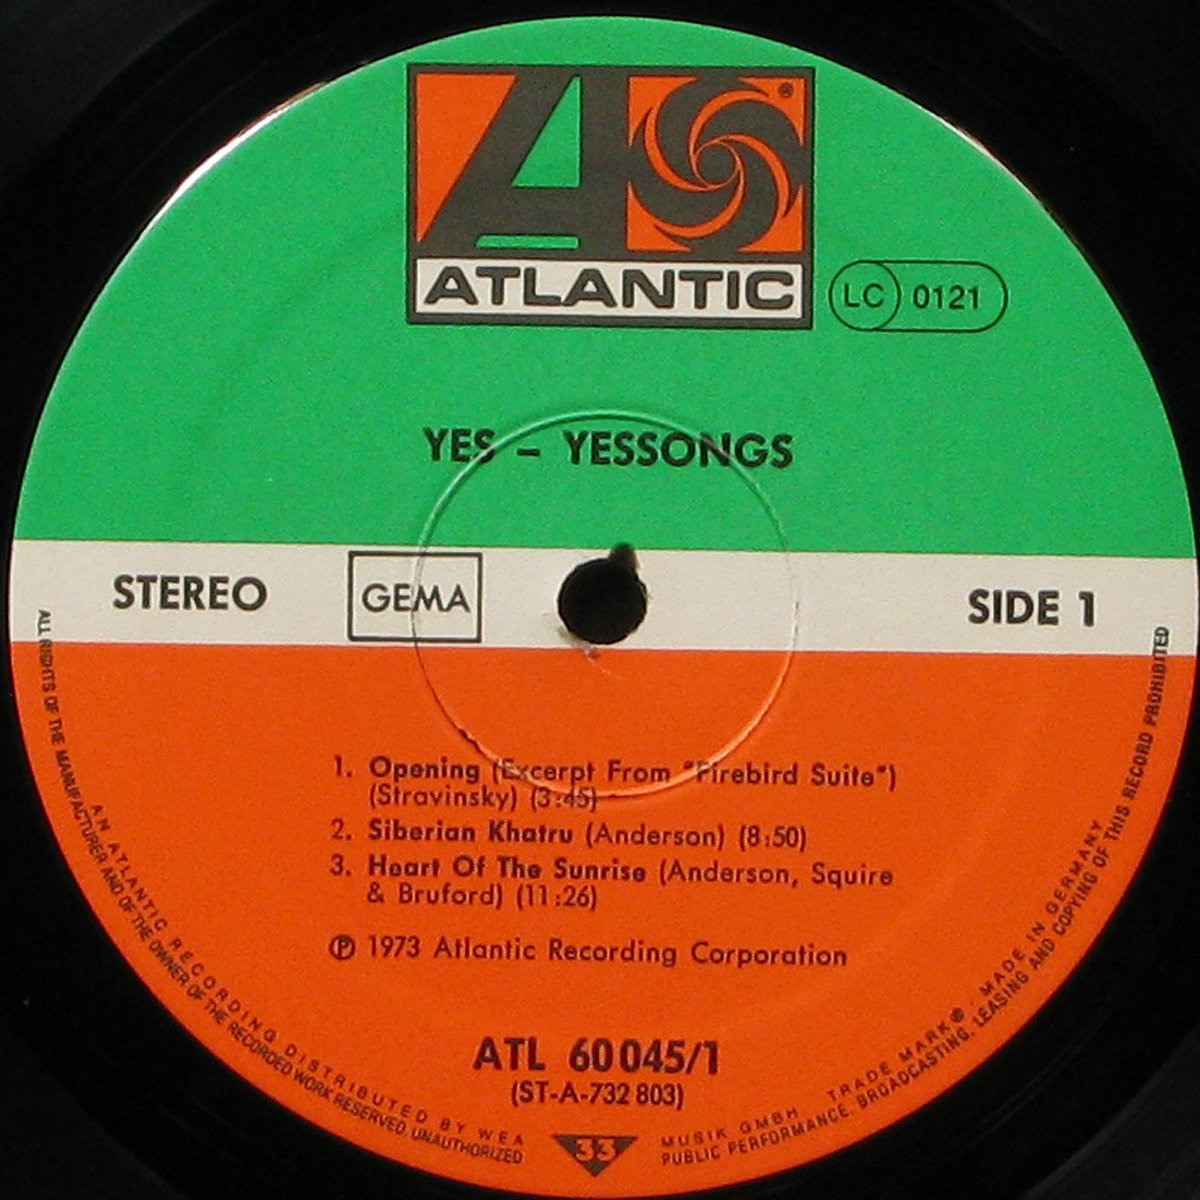 ®
ATLANTIC
LC 0121
YES – YESSONGS
STEREO
GEMA
SIDE 1
1. Opening (Excerpt From "Firebird Suite")
(Stravinsky) (3:45)
2. Siberian Khatru (Anderson) (8:50)
3. Heart Of The Sunrise (Anderson, Squire
& Bruford) (11:26)
℗ 1973 Atlantic Recording Corporation
ATL 60 045/1
(ST-A-732 803)
33
AN ATLANTIC RECORDING DISTRIBUTED BY WEA MUSIK GMBH TRADE MARK ® · MADE IN GERMANY
ALL RIGHTS OF THE MANUFACTURER AND OF THE OWNER OF THE RECORDED WORK RESERVED. UNAUTHORIZED PUBLIC PERFORMANCE, BROADCASTING, LEASING AND COPYING OF THIS RECORD PROHIBITED